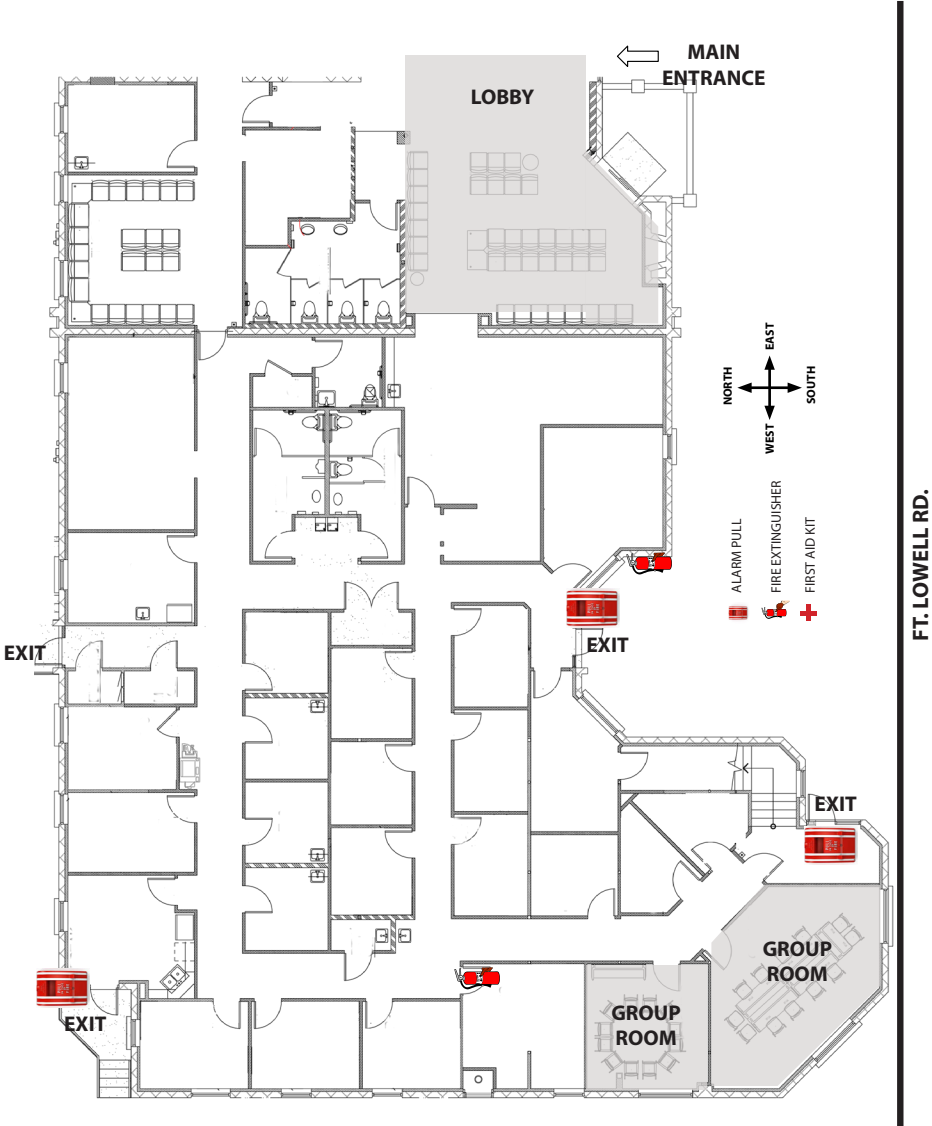 MAIN
ENTRANCE
LOBBY
EAST
NORTH
SOUTH
WEST
ALARM PULL
FIRE EXTINGUISHER
FIRST AID KIT
FT. LOWELL RD.
EXIT
EXIT
EXIT
GROUP
ROOM
GROUP
ROOM
EXIT